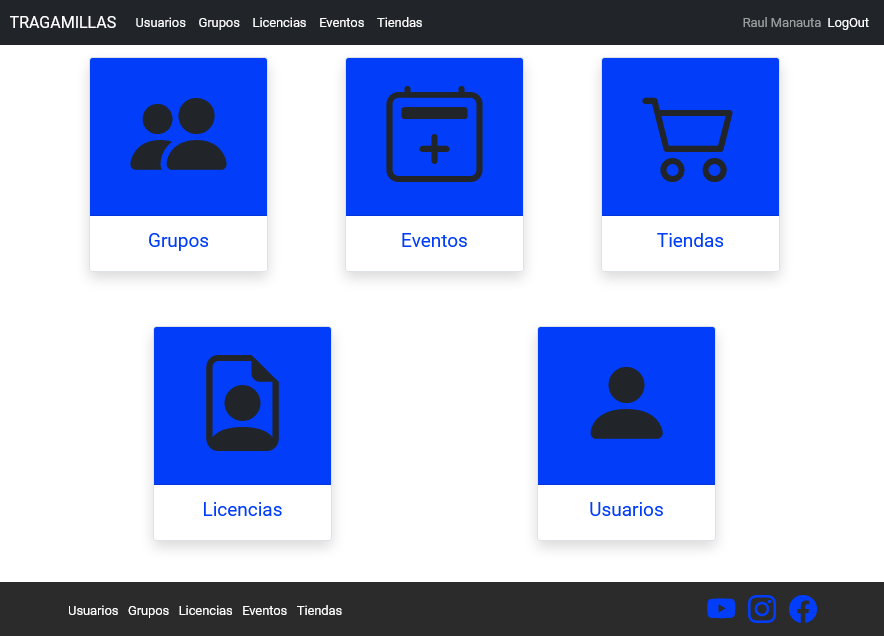 TRAGAMILLAS Usuarios Grupos Licencias Eventos Tiendas Raul Manauta LogOut
Grupos Eventos Tiendas
Licencias Usuarios
Usuarios Grupos Licencias Eventos Tiendas